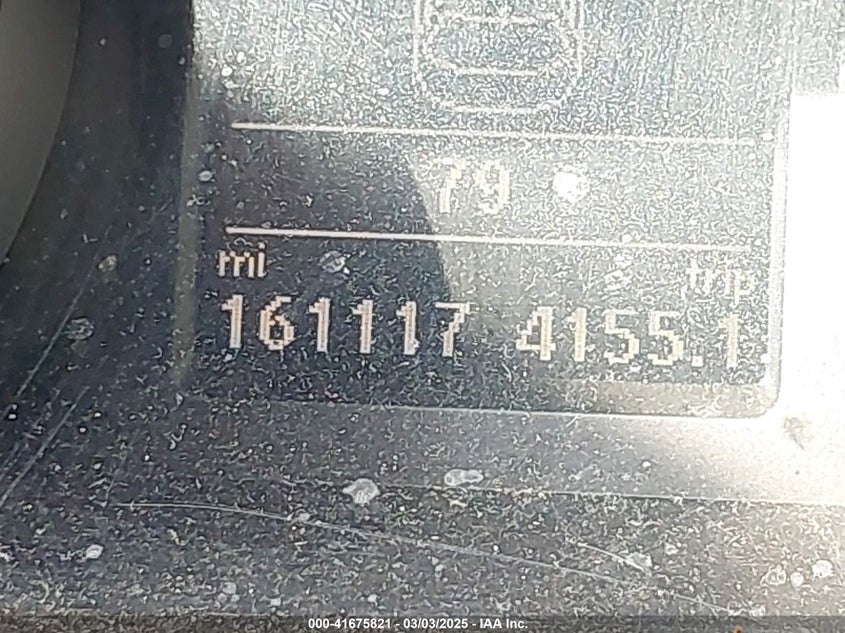 79
mi trip
161117 4155.1
000-41675821 - 03/03/2025 - IAA Inc.